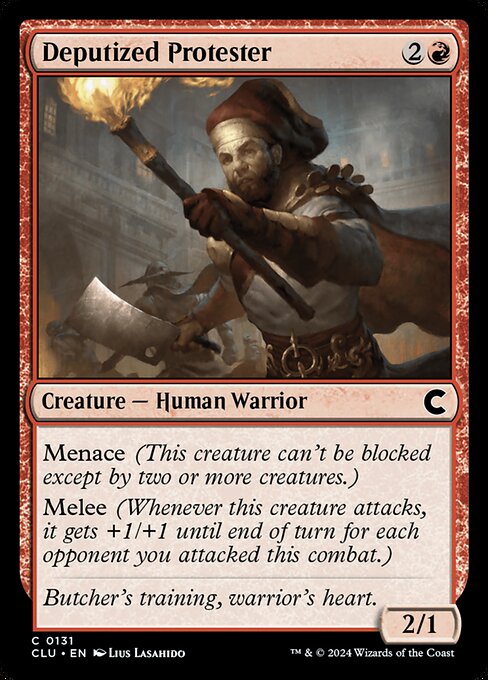 Deputized Protester 2
Creature — Human Warrior
Menace (This creature can't be blocked
except by two or more creatures.)
Melee (Whenever this creature attacks,
it gets +1/+1 until end of turn for each
opponent you attacked this combat.)
Butcher's training, warrior's heart.
2/1
C 0131
CLU • EN Lius Lasahido
™ & © 2024 Wizards of the Coast